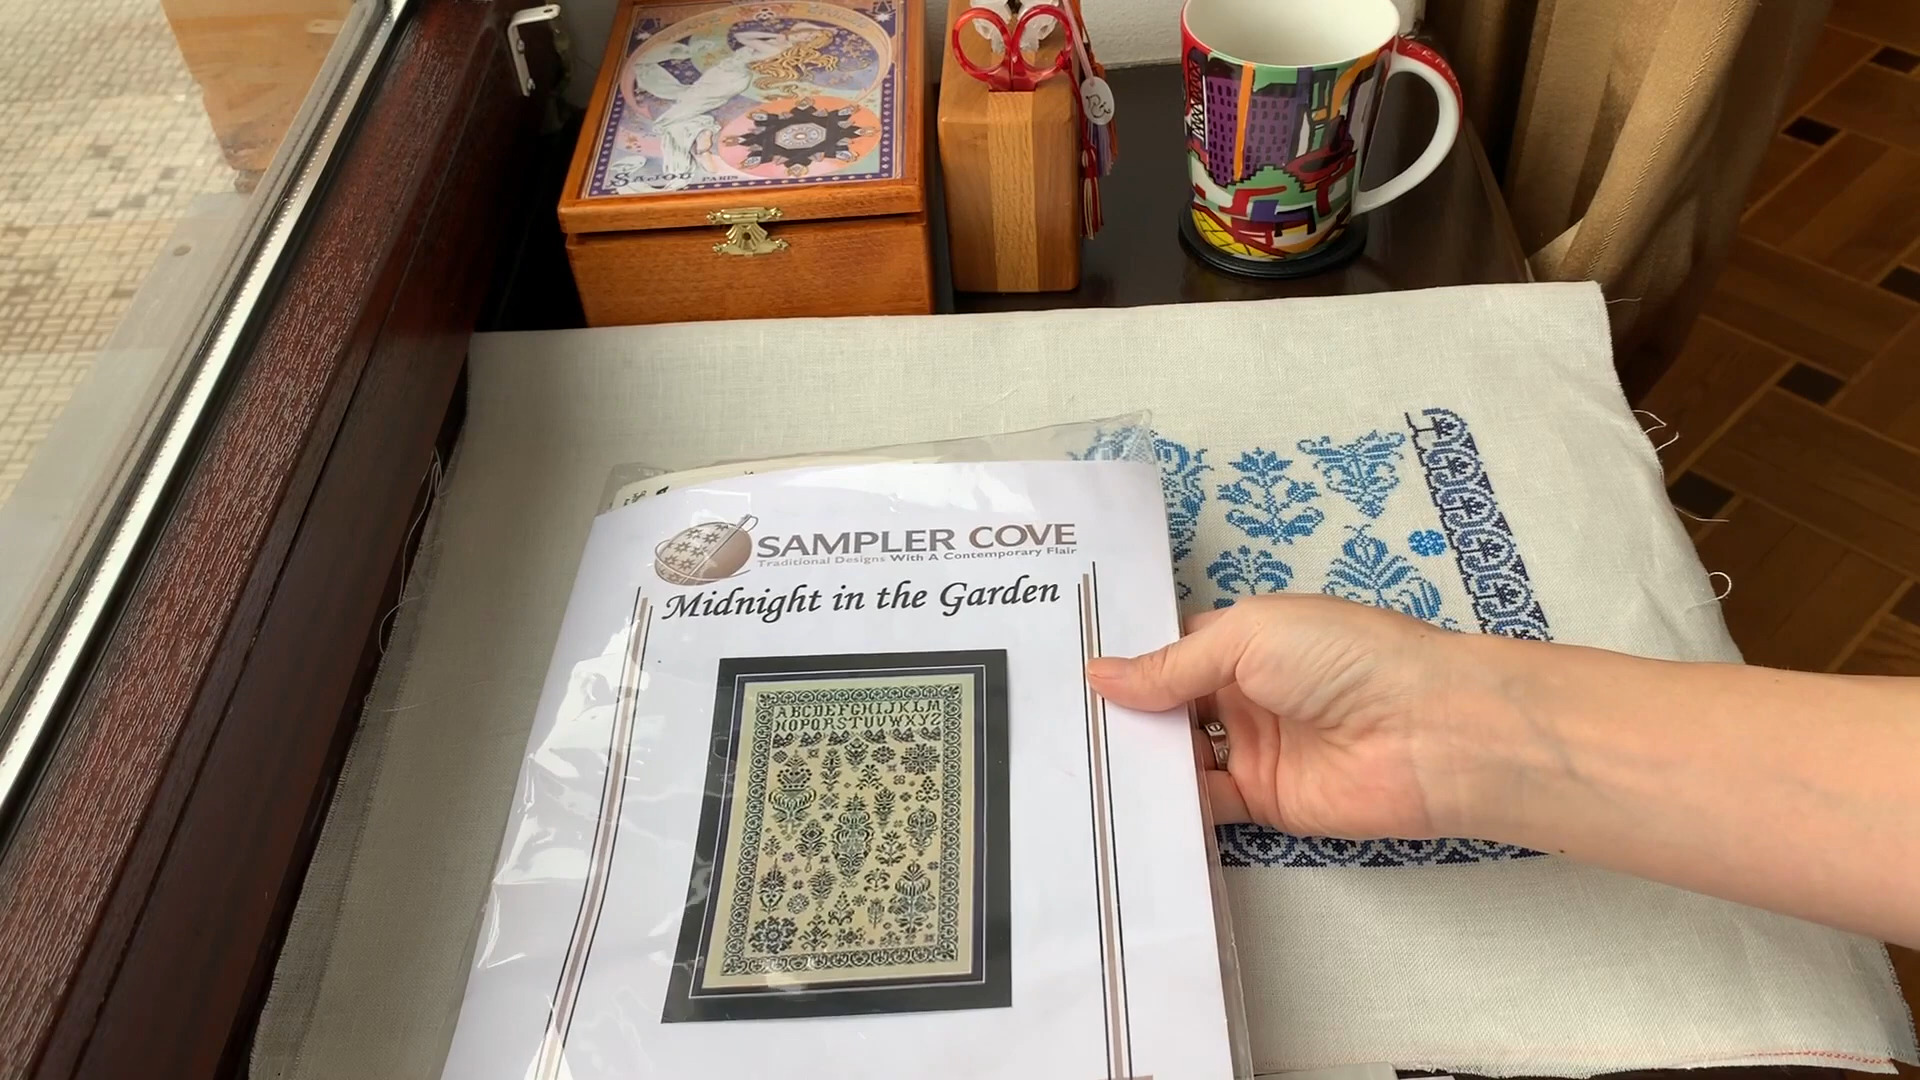 SAJOU PARIS
SAMPLER COVE
Traditional Designs With A Contemporary Flair
Midnight in the Garden
ABCDEFGHIJKLM
NOPQRSTUVWXYZ